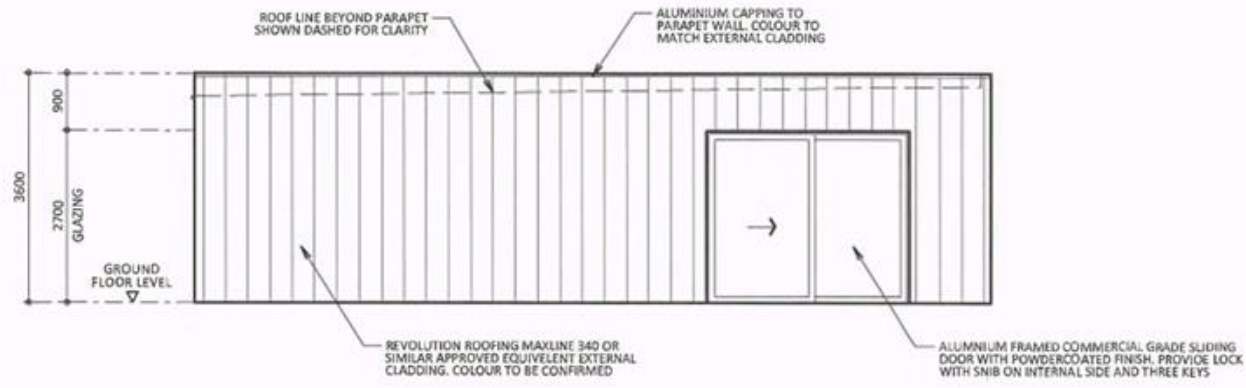 ROOF LINE BEYOND PARAPET
SHOWN DASHED FOR CLARITY
ALUMINIUM CAPPING TO
PARAPET WALL. COLOUR TO
MATCH EXTERNAL CLADDING
900
3600
2700
GLAZING
GROUND
FLOOR LEVEL
REVOLUTION ROOFING MAXLINE 340 OR
SIMILAR APPROVED EQUIVELENT EXTERNAL
CLADDING. COLOUR TO BE CONFIRMED
ALUMNIUM FRAMED COMMERCIAL GRADE SLIDING
DOOR WITH POWDERCOATED FINISH. PROVIDE LOCK
WITH SNIB ON INTERNAL SIDE AND THREE KEYS